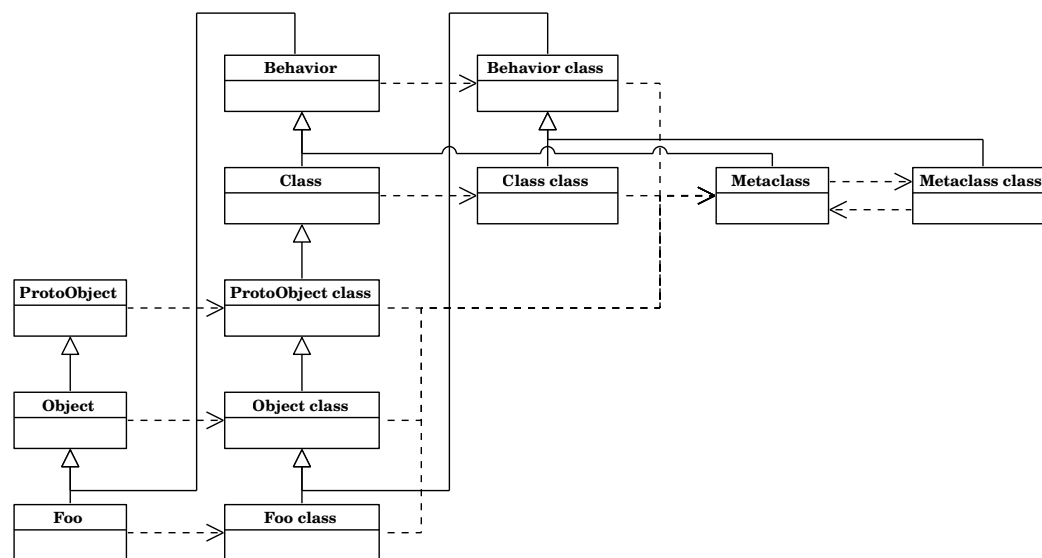 Behavior
Behavior class
Class
Class class
Metaclass
Metaclass class
ProtoObject
ProtoObject class
Object
Object class
Foo
Foo class